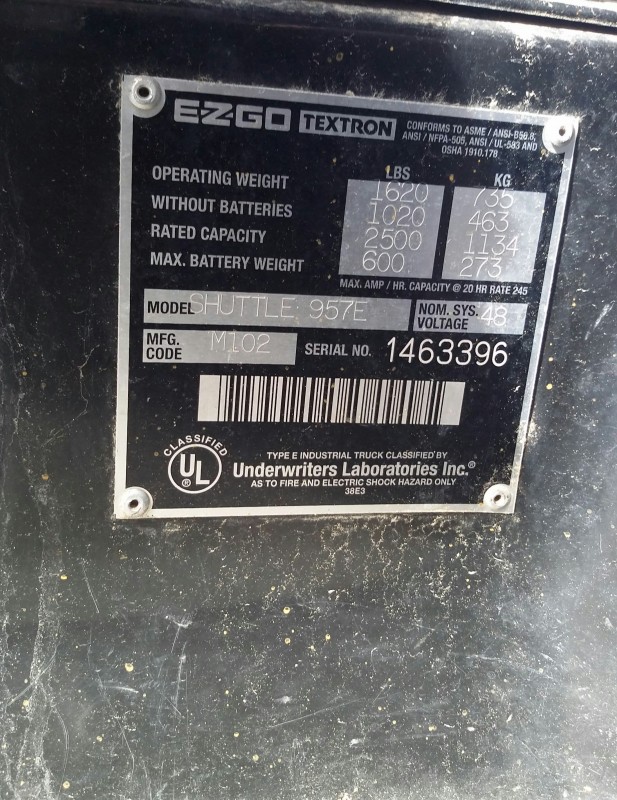 E-Z-GO TEXTRON
CONFORMS TO ASME / ANSI-B56.8,
ANSI / NFPA-505, ANSI / UL-583 AND
OSHA 1910.178
LBS KG
OPERATING WEIGHT 1620 735
WITHOUT BATTERIES 1020 463
RATED CAPACITY 2500 1134
MAX. BATTERY WEIGHT 600 273
MAX. AMP / HR. CAPACITY @ 20 HR RATE 245
MODEL SHUTTLE: 957E NOM. SYS. VOLTAGE 48
MFG. CODE M102 SERIAL NO. 1463396
CLASSIFIED
UL®
TYPE E INDUSTRIAL TRUCK CLASSIFIED BY
Underwriters Laboratories Inc.®
AS TO FIRE AND ELECTRIC SHOCK HAZARD ONLY
38E3